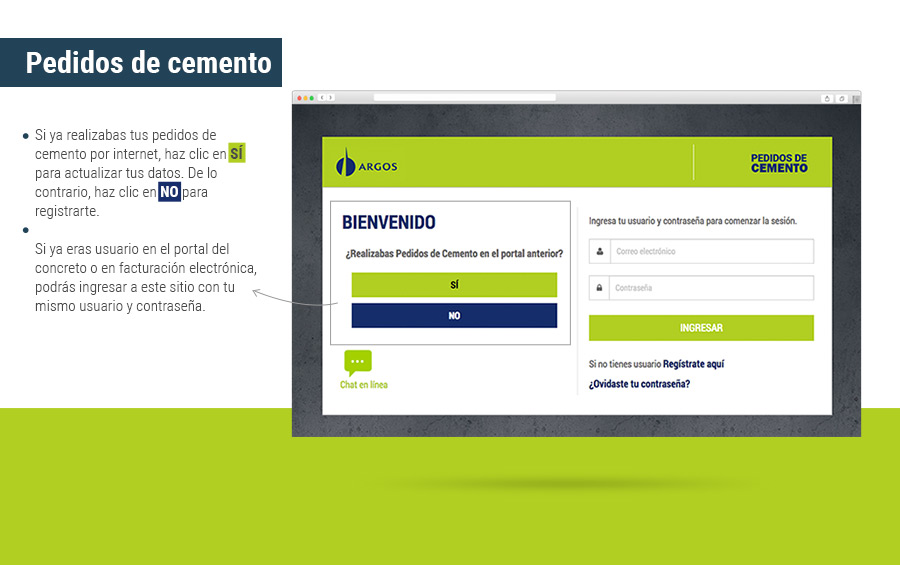 Pedidos de cemento
Si ya realizabas tus pedidos de
cemento por internet, haz clic en SÍ
para actualizar tus datos. De lo
contrario, haz clic en NO para
registrarte.
Si ya eras usuario en el portal del
concreto o en facturación electrónica,
podrás ingresar a este sitio con tu
mismo usuario y contraseña.
ARGOS
PEDIDOS DE
CEMENTO
BIENVENIDO
¿Realizabas Pedidos de Cemento en el portal anterior?
SÍ
NO
Chat en línea
Ingresa tu usuario y contraseña para comenzar la sesión.
Correo electrónico
Contraseña
INGRESAR
Si no tienes usuario Regístrate aquí
¿Ovidaste tu contraseña?